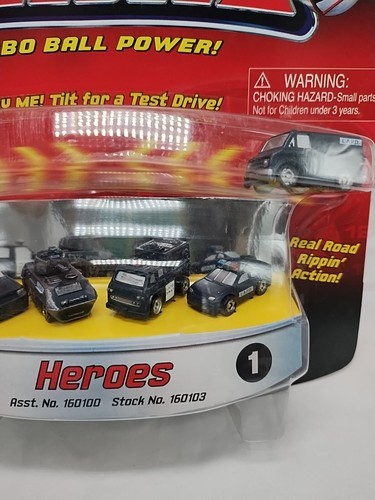 BO BALL POWER!
ME! Tilt for a Test Drive!
WARNING:
CHOKING HAZARD-Small parts
Not for Children under 3 years.
Real Road
Rippin'
Action!
Heroes
1
Asst. No. 160100 Stock No. 160103